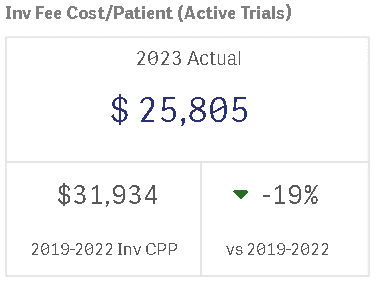 Inv Fee Cost/Patient (Active Trials)
2023 Actual
$ 25,805
$31,934
-19%
2019-2022 Inv CPP
vs 2019-2022